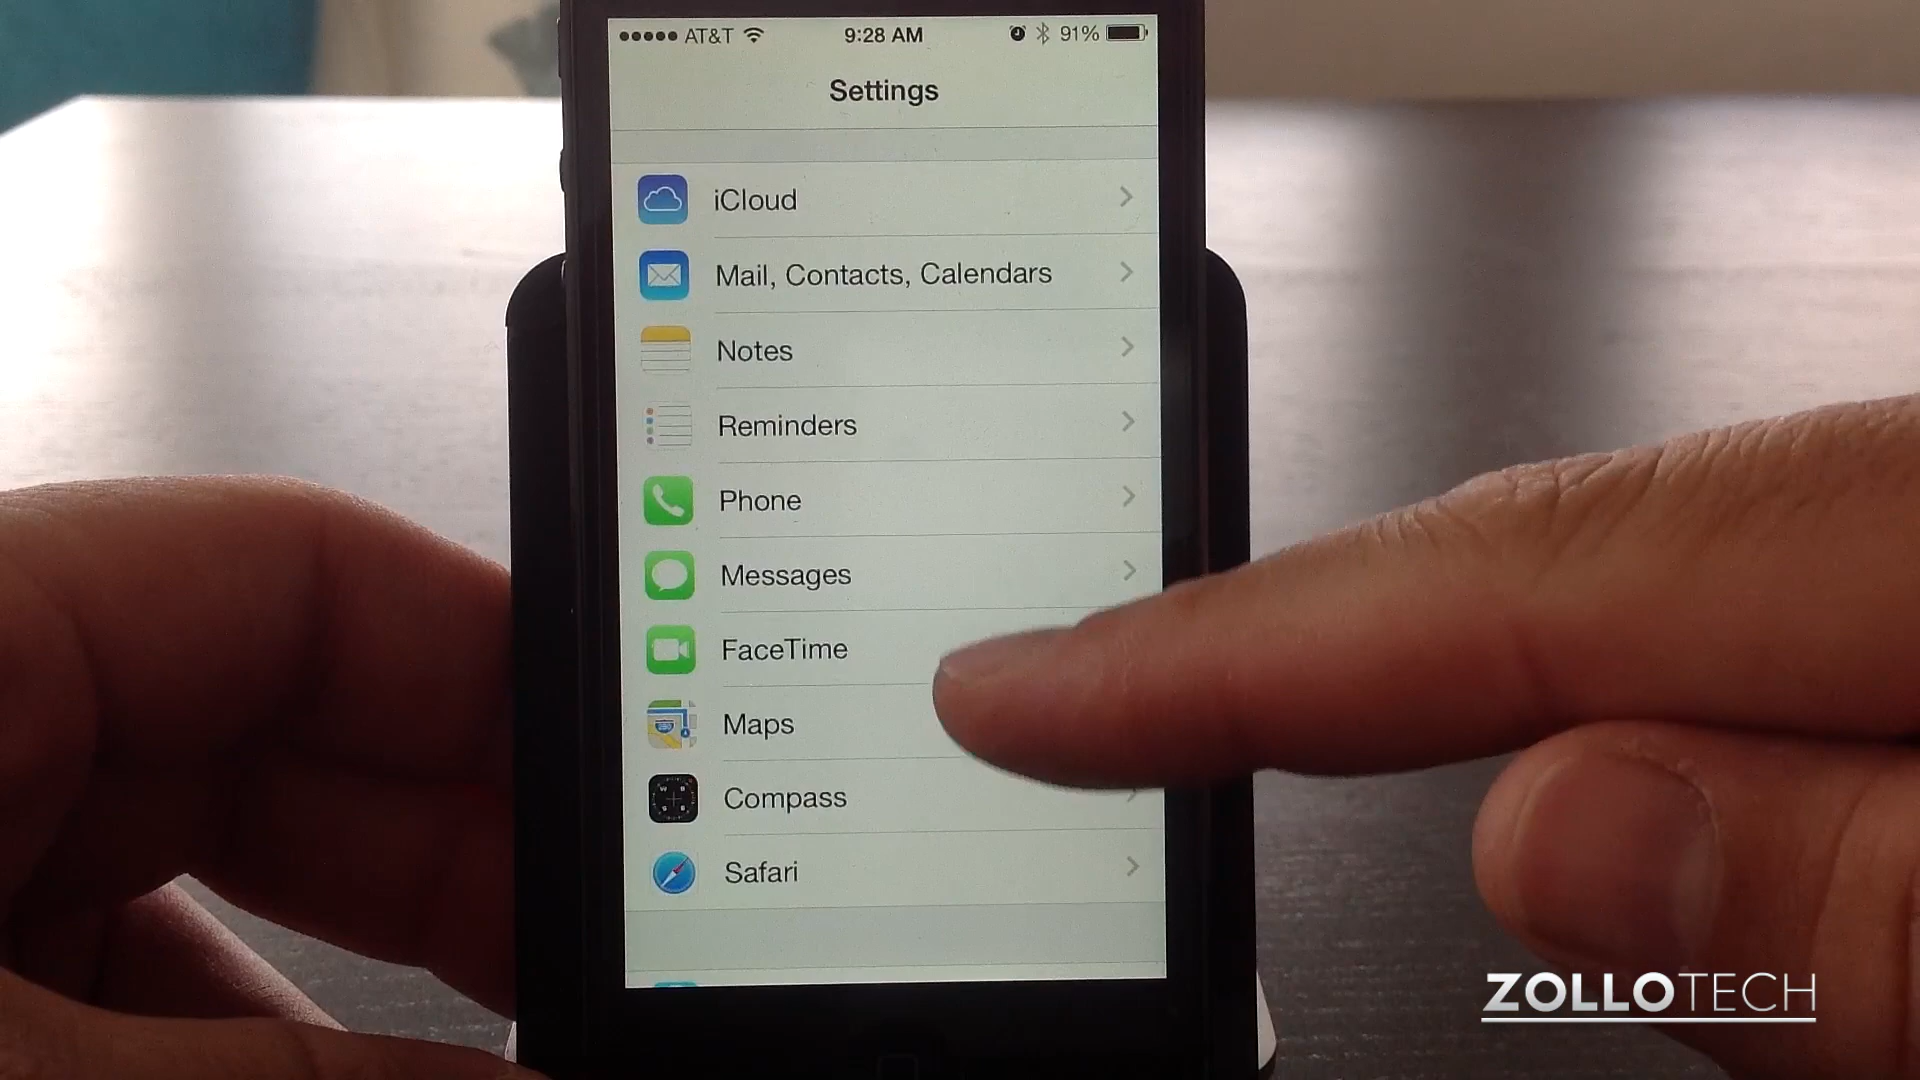 AT&T 9:28 AM 91%
Settings
iCloud
Mail, Contacts, Calendars
Notes
Reminders
Phone
Messages
FaceTime
Maps
Compass
Safari
ZOLLOTECH